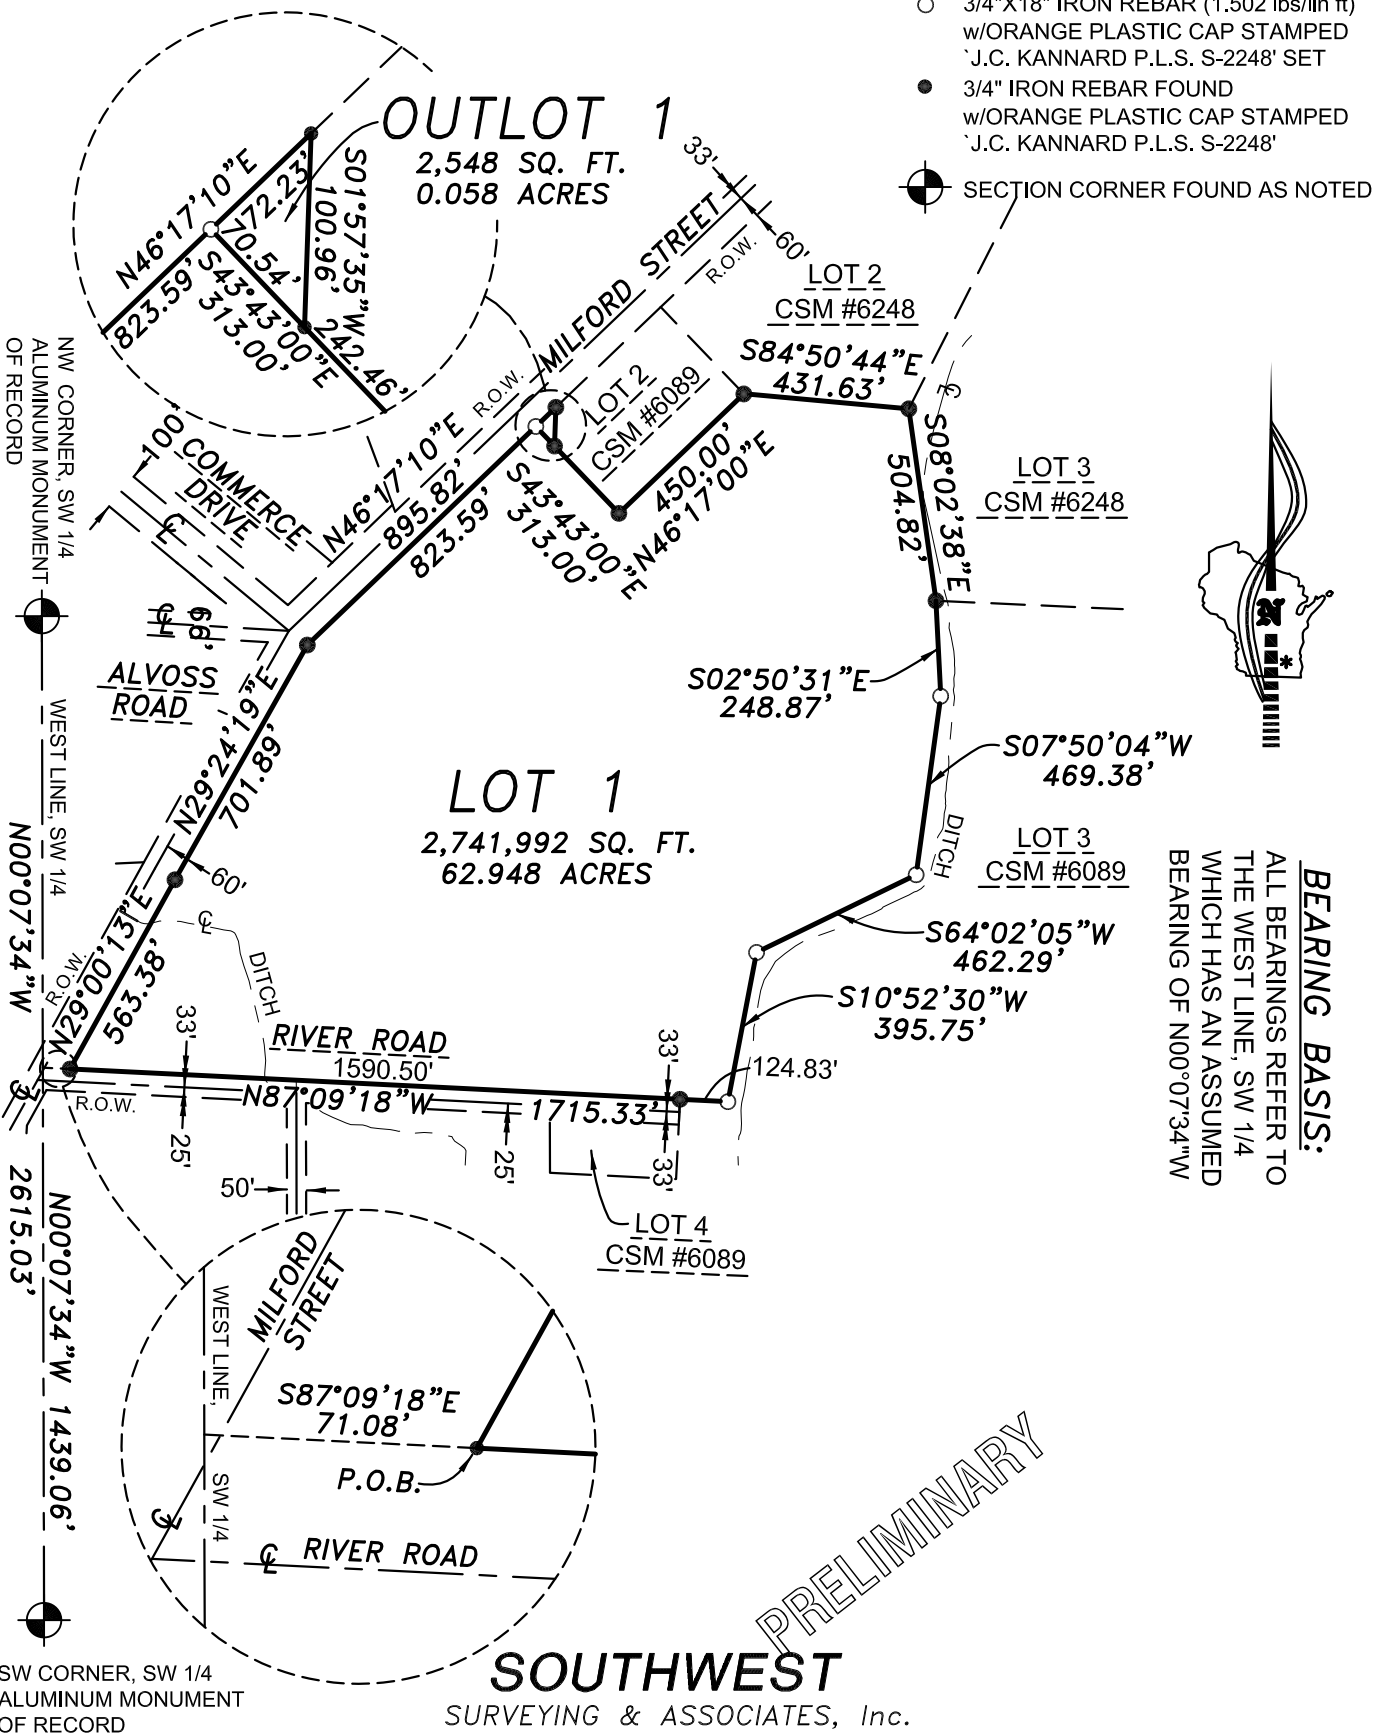 3/4"X18" IRON REBAR (1.502 lbs/lin ft)
w/ORANGE PLASTIC CAP STAMPED
`J.C. KANNARD P.L.S. S-2248' SET
3/4" IRON REBAR FOUND
w/ORANGE PLASTIC CAP STAMPED
`J.C. KANNARD P.L.S. S-2248'
SECTION CORNER FOUND AS NOTED
OUTLOT 1
2,548 SQ. FT.
0.058 ACRES
N46°17'10"E
823.59'
72.23'
70.54'
S01°57'35"W
100.96'
S43°43'00"E
313.00'
242.46'
33'
60'
MILFORD STREET
R.O.W.
R.O.W.
LOT 2
CSM #6248
S84°50'44"E
431.63'
LOT 2
CSM #6089
450.00'
N46°17'00"E
S43°43'00"E
313.00'
N46°17'10"E
895.82'
823.59'
100'
COMMERCE
DRIVE
℄
NW CORNER, SW 1/4
ALUMINUM MONUMENT
OF RECORD
℄
S08°02'38"E
504.82'
LOT 3
CSM #6248
℄
66'
ALVOSS
ROAD
S02°50'31"E
248.87'
S07°50'04"W
469.38'
LOT 1
2,741,992 SQ. FT.
62.948 ACRES
N29°24'19"E
701.89'
WEST LINE, SW 1/4
N00°07'34"W
DITCH
LOT 3
CSM #6089
S64°02'05"W
462.29'
S10°52'30"W
395.75'
BEARING BASIS:
ALL BEARINGS REFER TO
THE WEST LINE, SW 1/4
WHICH HAS AN ASSUMED
BEARING OF N00°07'34"W
60'
℄
DITCH
N29°00'13"E
563.38'
R.O.W.
33'
RIVER ROAD
1590.50'
N87°09'18"W
1715.33'
33'
124.83'
℄
R.O.W.
25'
25'
33'
50'
LOT 4
CSM #6089
2615.03'
N00°07'34"W 1439.06'
MILFORD
STREET
WEST LINE,
SW 1/4
S87°09'18"E
71.08'
P.O.B.
℄
℄ RIVER ROAD
PRELIMINARY
SW CORNER, SW 1/4
ALUMINUM MONUMENT
OF RECORD
SOUTHWEST
SURVEYING & ASSOCIATES, Inc.